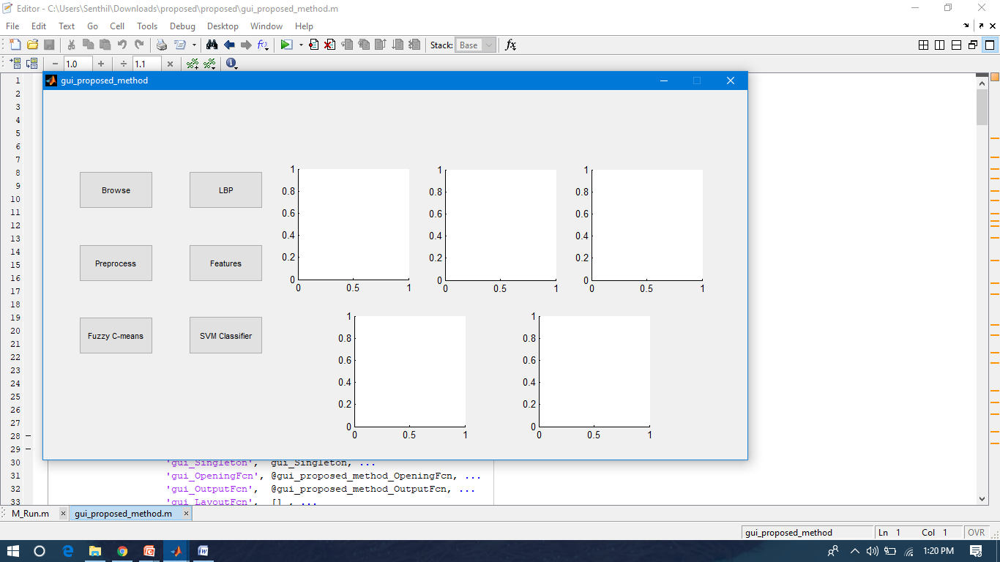 Editor - C:\Users\Senthil\Downloads\proposed\proposed\gui_proposed_method.m
File Edit Text Go Cell Tools Debug Desktop Window Help
Stack: Base fx
− 1.0 + ÷ 1.1 ×
gui_proposed_method
1
2
3
4
5
6
7
8
9
10
11
12
13
14
15
16
17
18
19
20
21
22
23
24
25
26
27
28 –
29 –
Browse LBP
Preprocess Features
Fuzzy C-means SVM Classifier
1 0.8 0.6 0.4 0.2 0
0 0.5 1
1 0.8 0.6 0.4 0.2 0
0 0.5 1
1 0.8 0.6 0.4 0.2 0
0 0.5 1
1 0.8 0.6 0.4 0.2 0
0 0.5 1
1 0.8 0.6 0.4 0.2 0
0 0.5 1
30 'gui_Singleton', gui_Singleton, ...
31 'gui_OpeningFcn', @gui_proposed_method_OpeningFcn, ...
32 'gui_OutputFcn', @gui_proposed_method_OutputFcn, ...
33 'gui_LayoutFcn', [] , ...
M_Run.m × gui_proposed_method.m ×
gui_proposed_method Ln 1 Col 1 OVR
1:20 PM